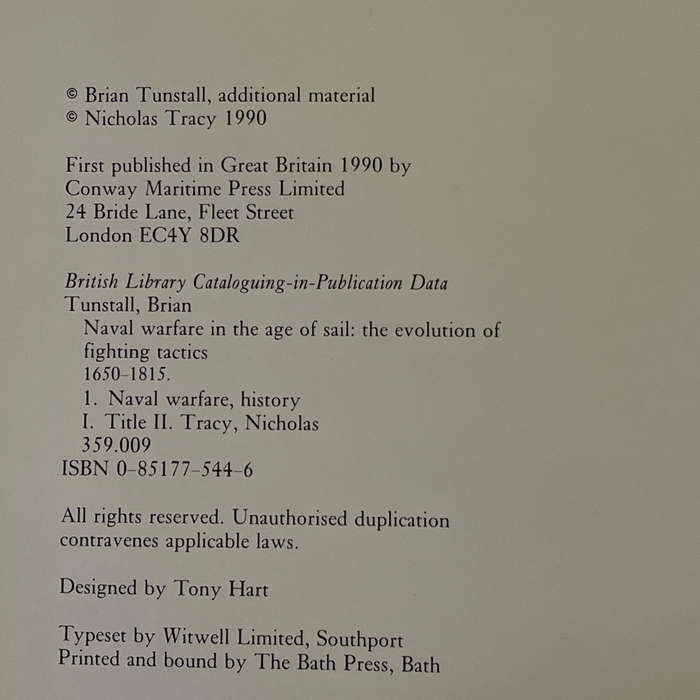 © Brian Tunstall, additional material
© Nicholas Tracy 1990
First published in Great Britain 1990 by
Conway Maritime Press Limited
24 Bride Lane, Fleet Street
London EC4Y 8DR
British Library Cataloguing-in-Publication Data
Tunstall, Brian
Naval warfare in the age of sail: the evolution of
fighting tactics
1650–1815.
1. Naval warfare, history
I. Title II. Tracy, Nicholas
359.009
ISBN 0–85177–544–6
All rights reserved. Unauthorised duplication
contravenes applicable laws.
Designed by Tony Hart
Typeset by Witwell Limited, Southport
Printed and bound by The Bath Press, Bath